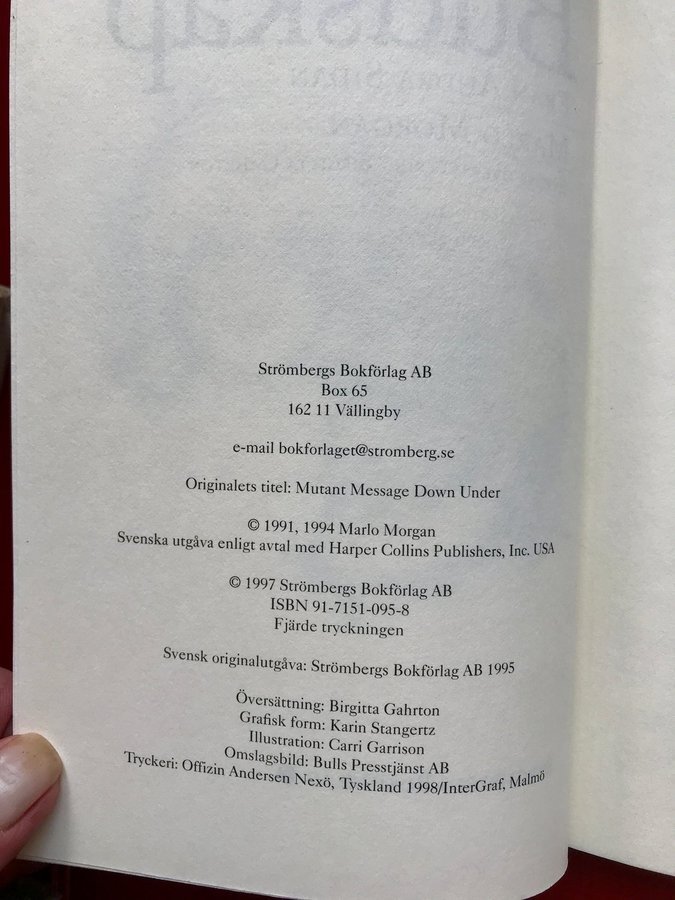 Strömbergs Bokförlag AB
Box 65
162 11 Vällingby
e-mail bokforlaget@stromberg.se
Originalets titel: Mutant Message Down Under
© 1991, 1994 Marlo Morgan
Svenska utgåva enligt avtal med Harper Collins Publishers, Inc. USA
© 1997 Strömbergs Bokförlag AB
ISBN 91-7151-095-8
Fjärde tryckningen
Svensk originalutgåva: Strömbergs Bokförlag AB 1995
Översättning: Birgitta Gahrton
Grafisk form: Karin Stangertz
Illustration: Carri Garrison
Omslagsbild: Bulls Presstjänst AB
Tryckeri: Offizin Andersen Nexö, Tyskland 1998/InterGraf, Malmö